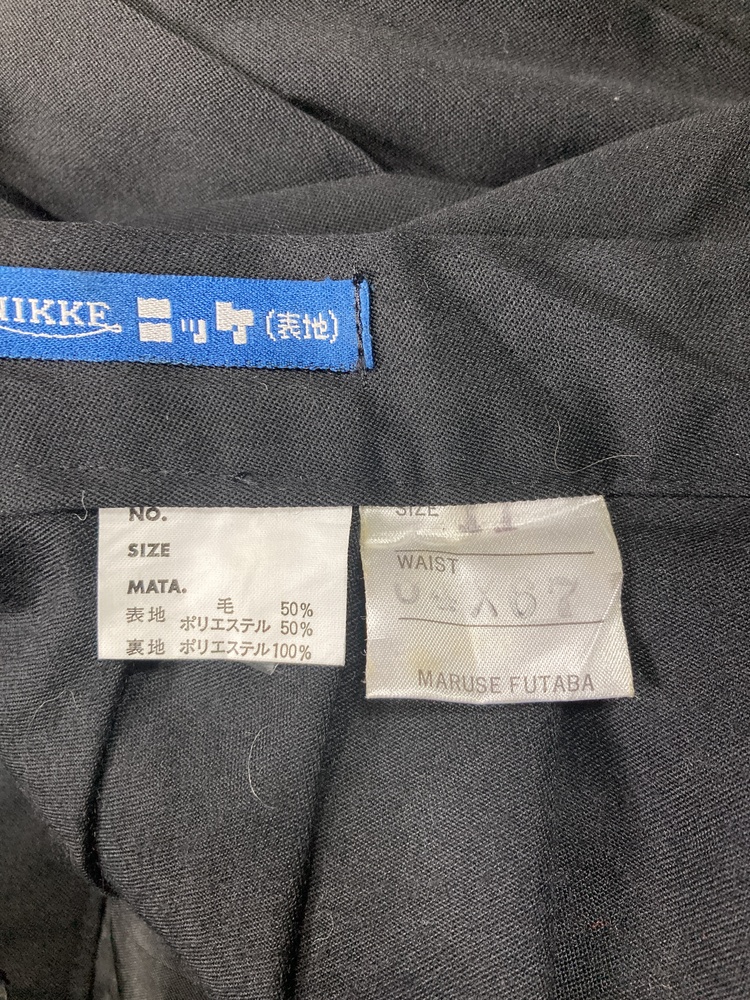 NIKKE ニッケ(表地)
NO.
SIZE
MATA.
表地 毛 50%
ポリエステル 50%
裏地 ポリエステル100%
SIZE 11
WAIST
MARUSE FUTABA